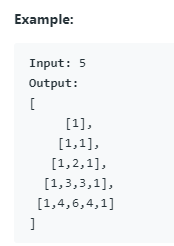 Example:
Input: 5
Output:
[
     [1],
    [1,1],
   [1,2,1],
  [1,3,3,1],
 [1,4,6,4,1]
]